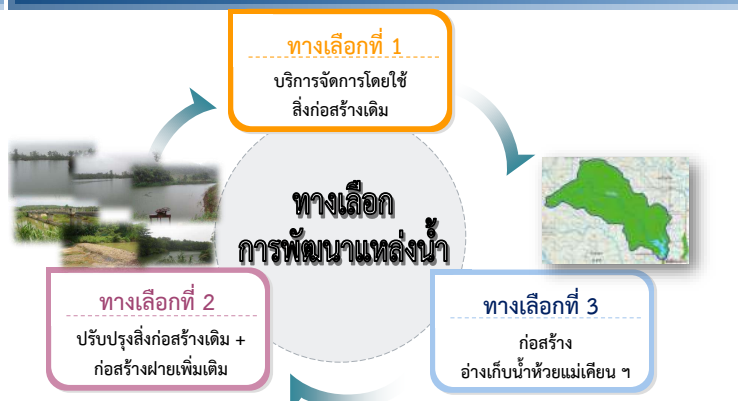 ทางเลือกที่ 1
บริการจัดการโดยใช้
สิ่งก่อสร้างเดิม
ทางเลือก
การพัฒนาแหล่งน้ำ
ทางเลือกที่ 2
ปรับปรุงสิ่งก่อสร้างเดิม +
ก่อสร้างฝายเพิ่มเติม
ทางเลือกที่ 3
ก่อสร้าง
อ่างเก็บน้ำห้วยแม่เคียน ฯ